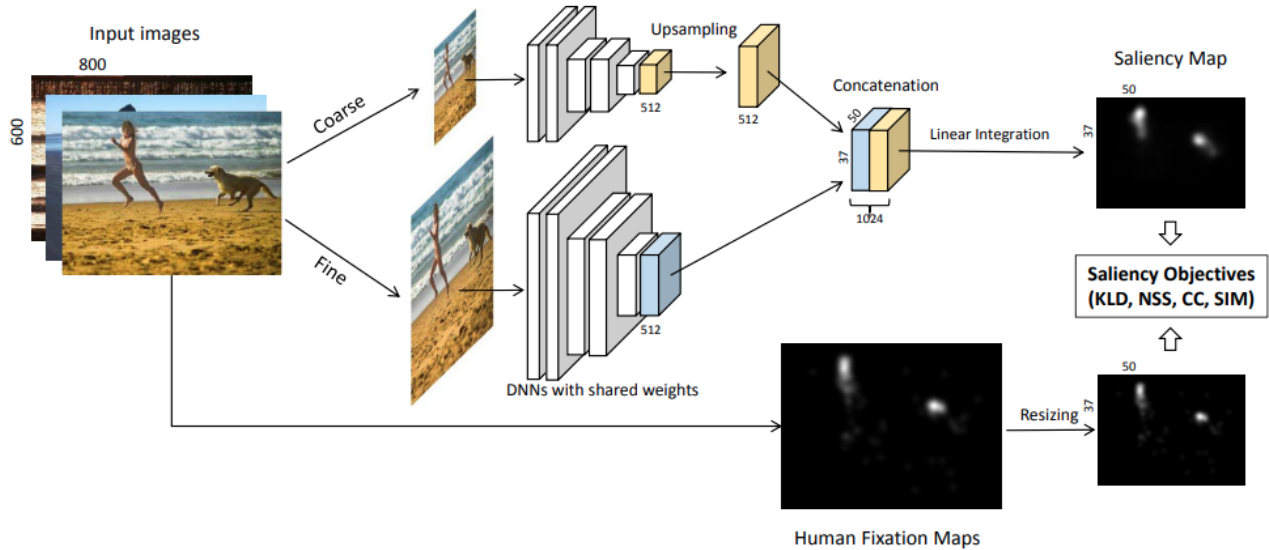 Input images
800
600
Coarse
Fine
512
Upsampling
512
Concatenation
50
37
1024
Linear Integration
Saliency Map
50
37
512
DNNs with shared weights
Saliency Objectives
(KLD, NSS, CC, SIM)
50
37
Resizing
Human Fixation Maps